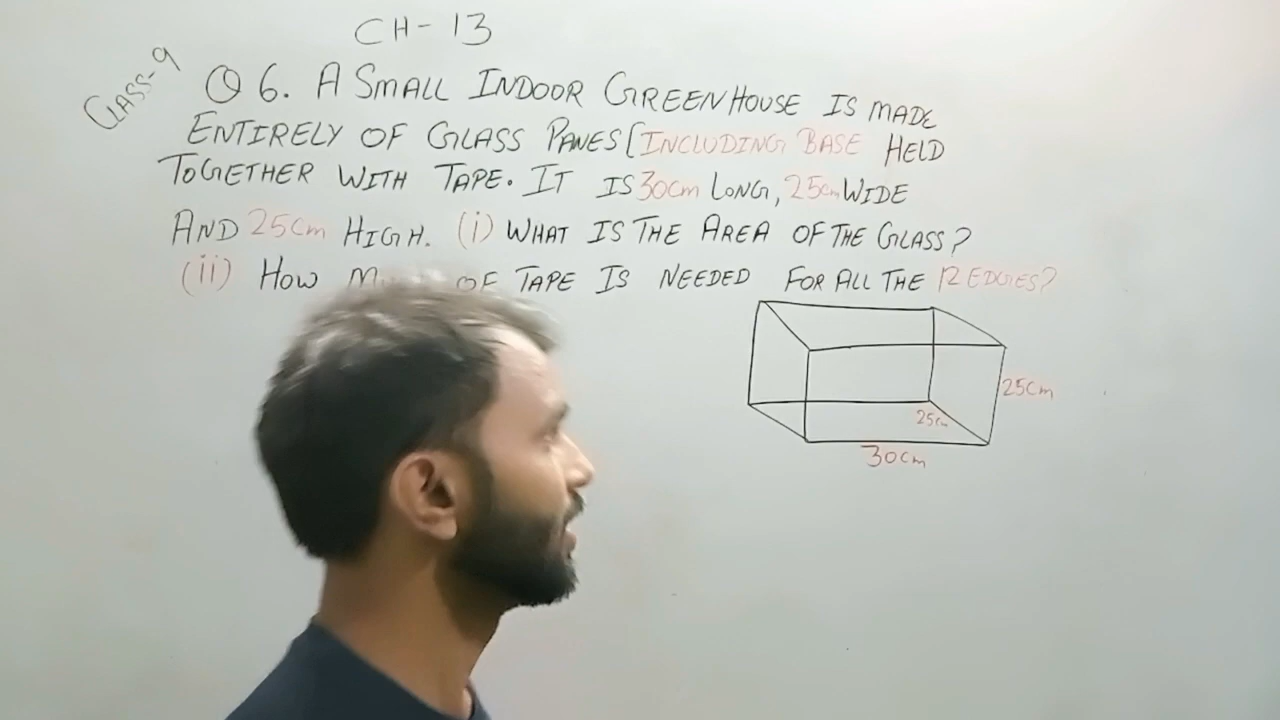 CH-13
CLASS-9
Q6. A SMALL INDOOR GREENHOUSE IS MADE
ENTIRELY OF GLASS PANES (INCLUDING BASE HELD
TOGETHER WITH TAPE. IT IS 30cm LONG, 25cm WIDE
AND 25cm HIGH. (i) WHAT IS THE AREA OF THE GLASS?
(ii) HOW OF TAPE IS NEEDED FOR ALL THE 12 EDGES?
25cm
25cm
30cm